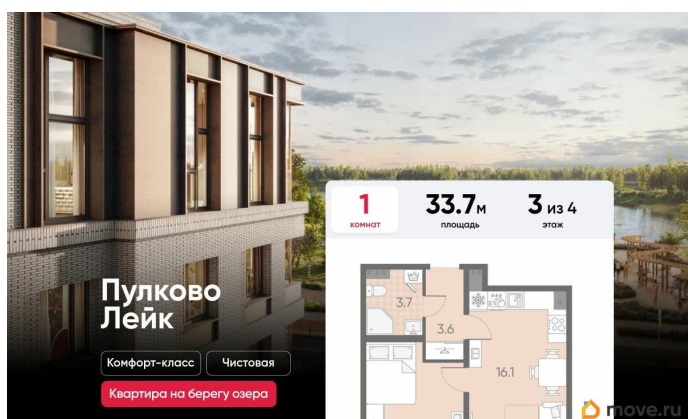 1
комнат
33.7м
площадь
3 из 4
этаж
Пулково
Лейк
Комфорт-класс
Чистовая
Квартира на берегу озера
3.7
3.6
16.1
move.ru